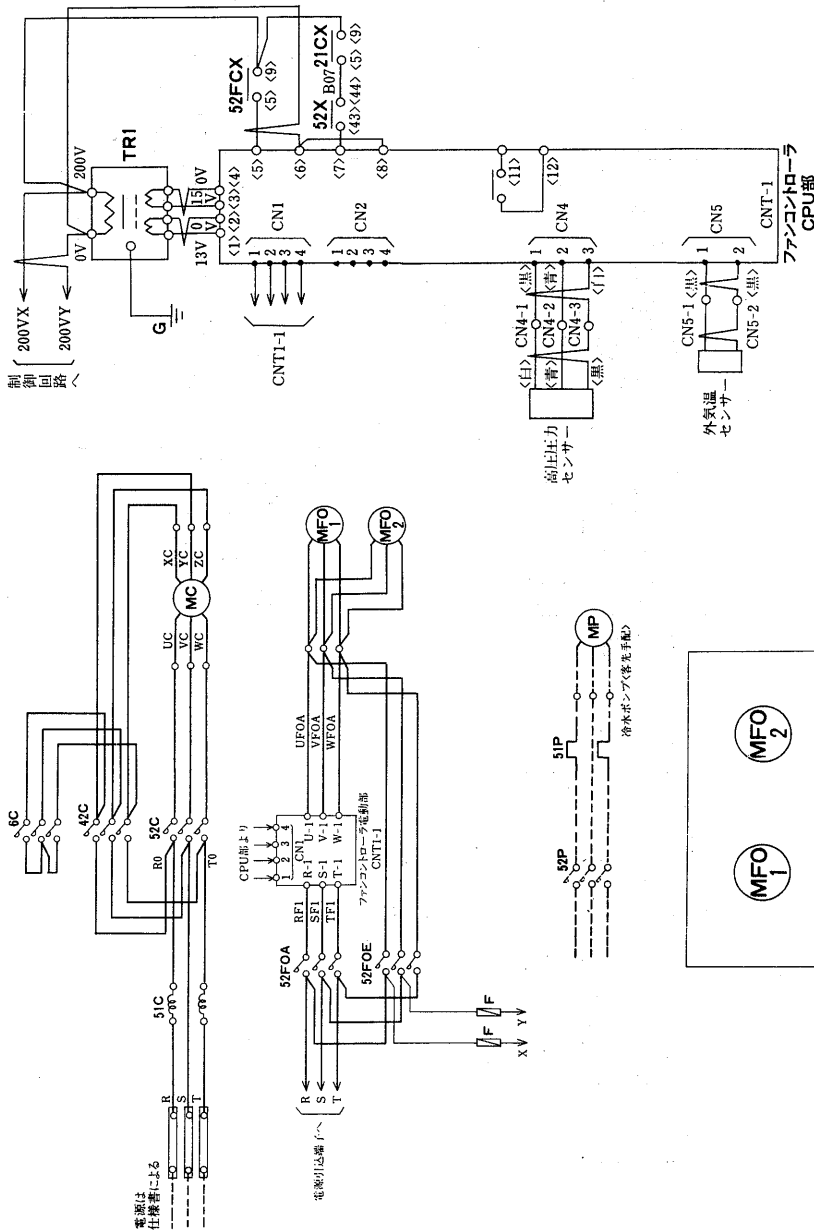 制御回路へ
200VX
200VY
0V
200V
TR1
G
13V
0V
15V
0V
<1>
<2>
<3>
<4>
52FCX
<5>
<9>
52X
B07
21CX
<43>
<44>
<5>
<9>
<5>
<6>
<7>
<8>
CN1
1
2
3
4
CNT1-1
CN2
1
2
3
4
<11>
<12>
CN4
1
2
3
<黒>
<青>
<白>
CN4-1
CN4-2
CN4-3
<白>
<青>
<黒>
高圧圧力
センサー
CN5
1
2
<黒>
<黒>
CN5-1
CN5-2
外気温
センサー
CNT-1
ファンコントローラ
CPU部
6C
42C
52C
R0
T0
51C
R
S
T
電源は
仕様書による
UC
VC
WC
MC
XC
YC
ZC
MFO
1
MFO
2
UFOA
VFOA
WFOA
CPU部より
1
2
3
4
CN1
R-1
S-1
T-1
U-1
V-1
W-1
ファンコントローラ電動部
CNT1-1
RF1
SF1
TF1
52FOA
52FOE
R
S
T
電源引込端子へ
F
F
X
Y
52P
51P
MP
冷水ポンプ<客先手配>
MFO
1
MFO
2